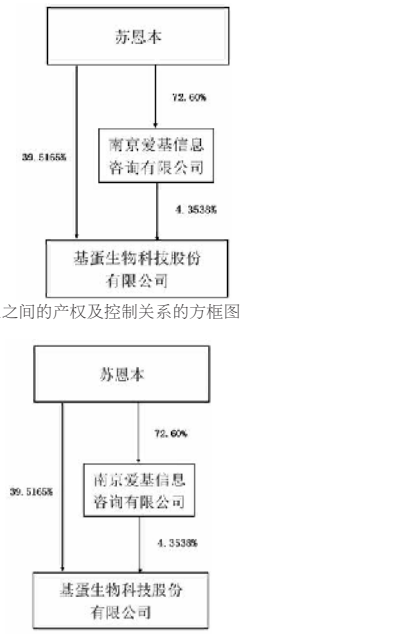 苏恩本
72.60%
39.5165%
南京爱基信息
咨询有限公司
4.3538%
基蛋生物科技股份
有限公司
之间的产权及控制关系的方框图
苏恩本
72.60%
39.5165%
南京爱基信息
咨询有限公司
4.3538%
基蛋生物科技股份
有限公司